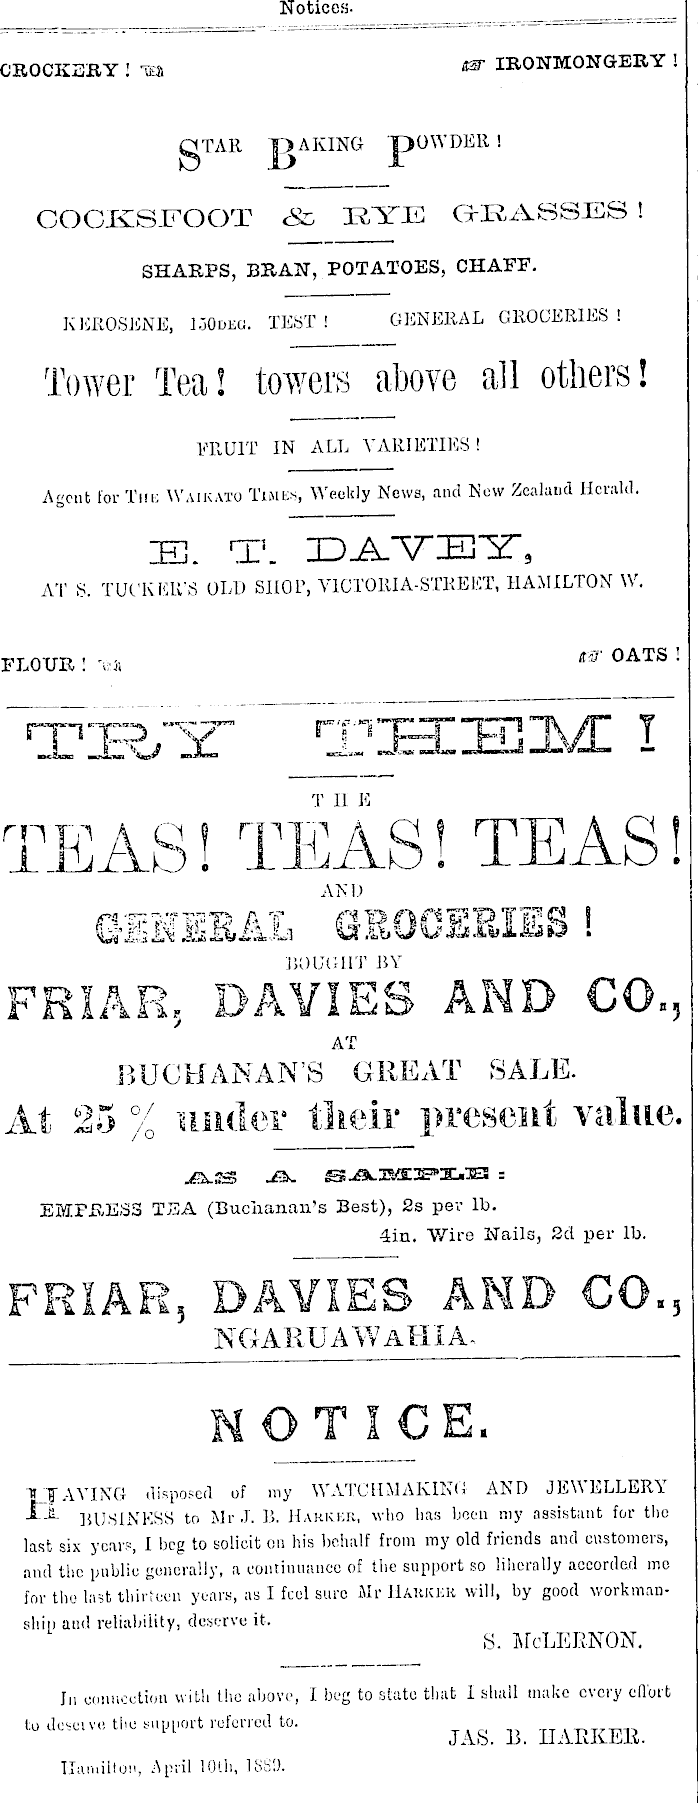 Notices.
CROCKERY! IRONMONGERY!
STAR BAKING POWDER!
COCKSFOOT & RYE GRASSES!
SHARPS, BRAN, POTATOES, CHAFF.
KEROSENE, 150DEG. TEST! GENERAL GROCERIES!
Tower Tea! towers above all others!
FRUIT IN ALL VARIETIES!
Agent for THE WAIKATO TIMES, Weekly News, and New Zealand Herald.
E. T. DAVEY,
AT S. TUCKER'S OLD SHOP, VICTORIA-STREET, HAMILTON W.
FLOUR! OATS!
TRY THEM!
THE
TEAS! TEAS! TEAS!
AND
GENERAL GROCERIES!
BOUGHT BY
FRIAR, DAVIES AND CO.,
AT
BUCHANAN'S GREAT SALE.
At 25 % under their present value.
AS A SAMPLE:
EMPRESS TEA (Buchanan's Best), 2s per lb.
4in. Wire Nails, 2d per lb.
FRIAR, DAVIES AND CO.,
NGARUAWAHIA.
NOTICE.
HAVING disposed of my WATCHMAKING AND JEWELLERY
BUSINESS to Mr J. B. HARKER, who has been my assistant for the
last six years, I beg to solicit on his behalf from my old friends and customers,
and the public generally, a continuance of the support so liberally accorded me
for the last thirteen years, as I feel sure Mr HARKER will, by good workman-
ship and reliability, deserve it.
S. McLERNON.
In connection with the above, I beg to state that I shall make every effort
to deserve the support referred to.
JAS. B. HARKER.
Hamilton, April 10th, 1889.